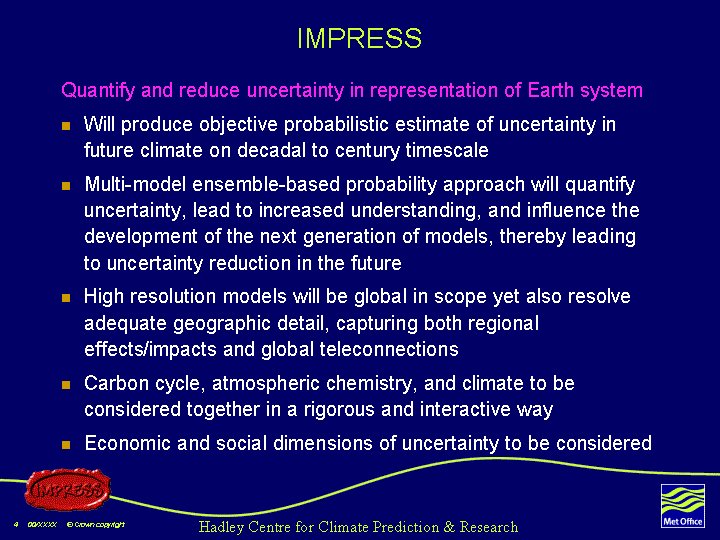 IMPRESS
Quantify and reduce uncertainty in representation of Earth system
Will produce objective probabilistic estimate of uncertainty in
future climate on decadal to century timescale
Multi-model ensemble-based probability approach will quantify
uncertainty, lead to increased understanding, and influence the
development of the next generation of models, thereby leading
to uncertainty reduction in the future
High resolution models will be global in scope yet also resolve
adequate geographic detail, capturing both regional
effects/impacts and global teleconnections
Carbon cycle, atmospheric chemistry, and climate to be
considered together in a rigorous and interactive way
Economic and social dimensions of uncertainty to be considered
IMPRESS
4 00/XXXX © Crown copyright
Hadley Centre for Climate Prediction & Research
Met Office